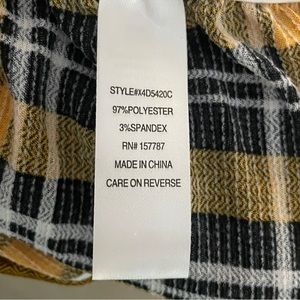 STYLE#X4D5420C
97%POLYESTER
3%SPANDEX
RN# 157787
MADE IN CHINA
CARE ON REVERSE